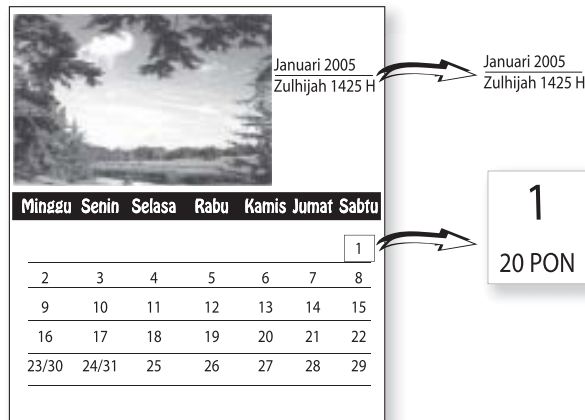 Januari 2005
Zulhijah 1425 H
Januari 2005
Zulhijah 1425 H
Minggu Senin Selasa Rabu Kamis Jumat Sabtu
1
2 3 4 5 6 7 8
9 10 11 12 13 14 15
16 17 18 19 20 21 22
23/30 24/31 25 26 27 28 29
1
20 PON